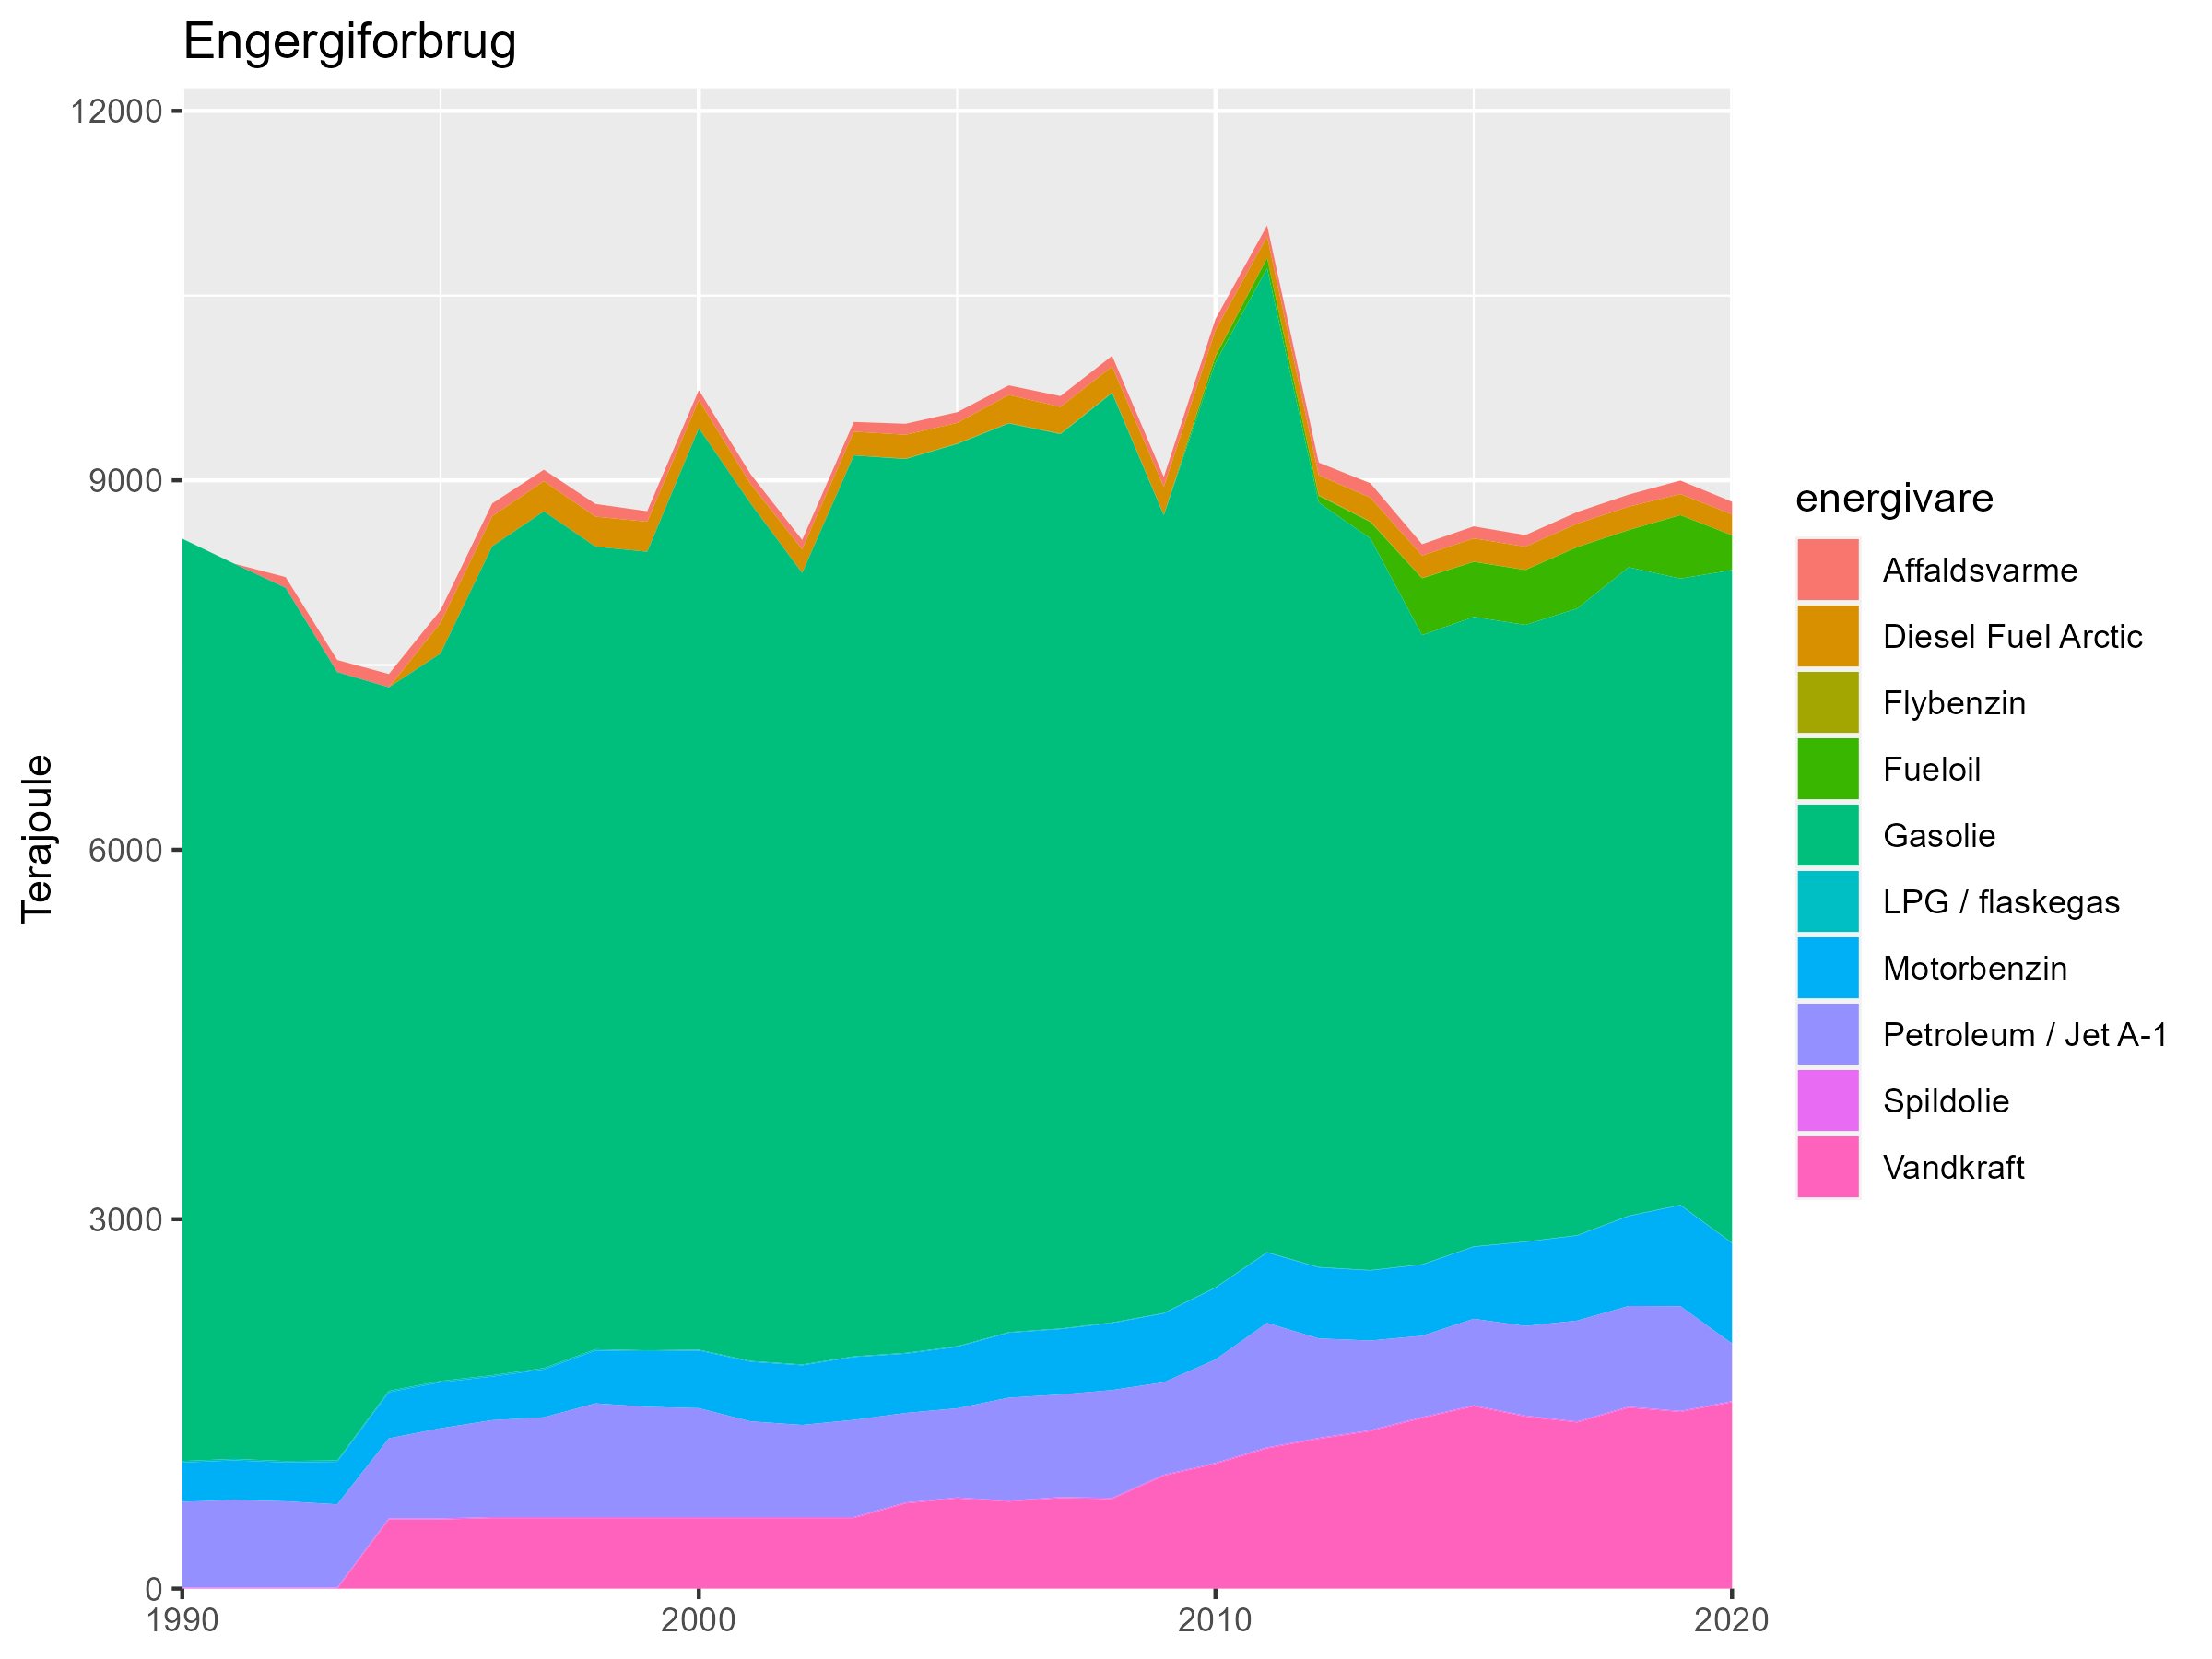 Engergiforbrug
12000
9000
6000
3000
0
Terajoule
1990
2000
2010
2020
energivare
Affaldsvarme
Diesel Fuel Arctic
Flybenzin
Fueloil
Gasolie
LPG / flaskegas
Motorbenzin
Petroleum / Jet A-1
Spildolie
Vandkraft